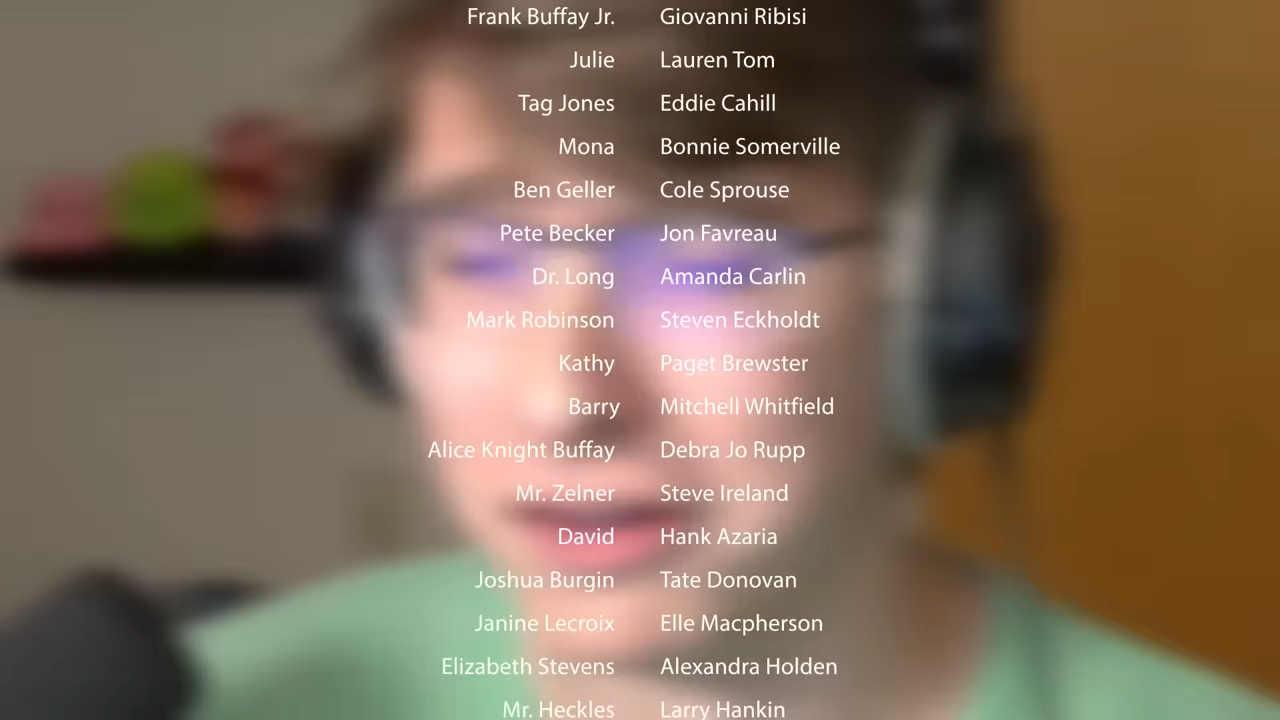 Frank Buffay Jr. Giovanni Ribisi
Julie Lauren Tom
Tag Jones Eddie Cahill
Mona Bonnie Somerville
Ben Geller Cole Sprouse
Pete Becker Jon Favreau
Dr. Long Amanda Carlin
Mark Robinson Steven Eckholdt
Kathy Paget Brewster
Barry Mitchell Whitfield
Alice Knight Buffay Debra Jo Rupp
Mr. Zelner Steve Ireland
David Hank Azaria
Joshua Burgin Tate Donovan
Janine Lecroix Elle Macpherson
Elizabeth Stevens Alexandra Holden
Mr. Heckles Larry Hankin